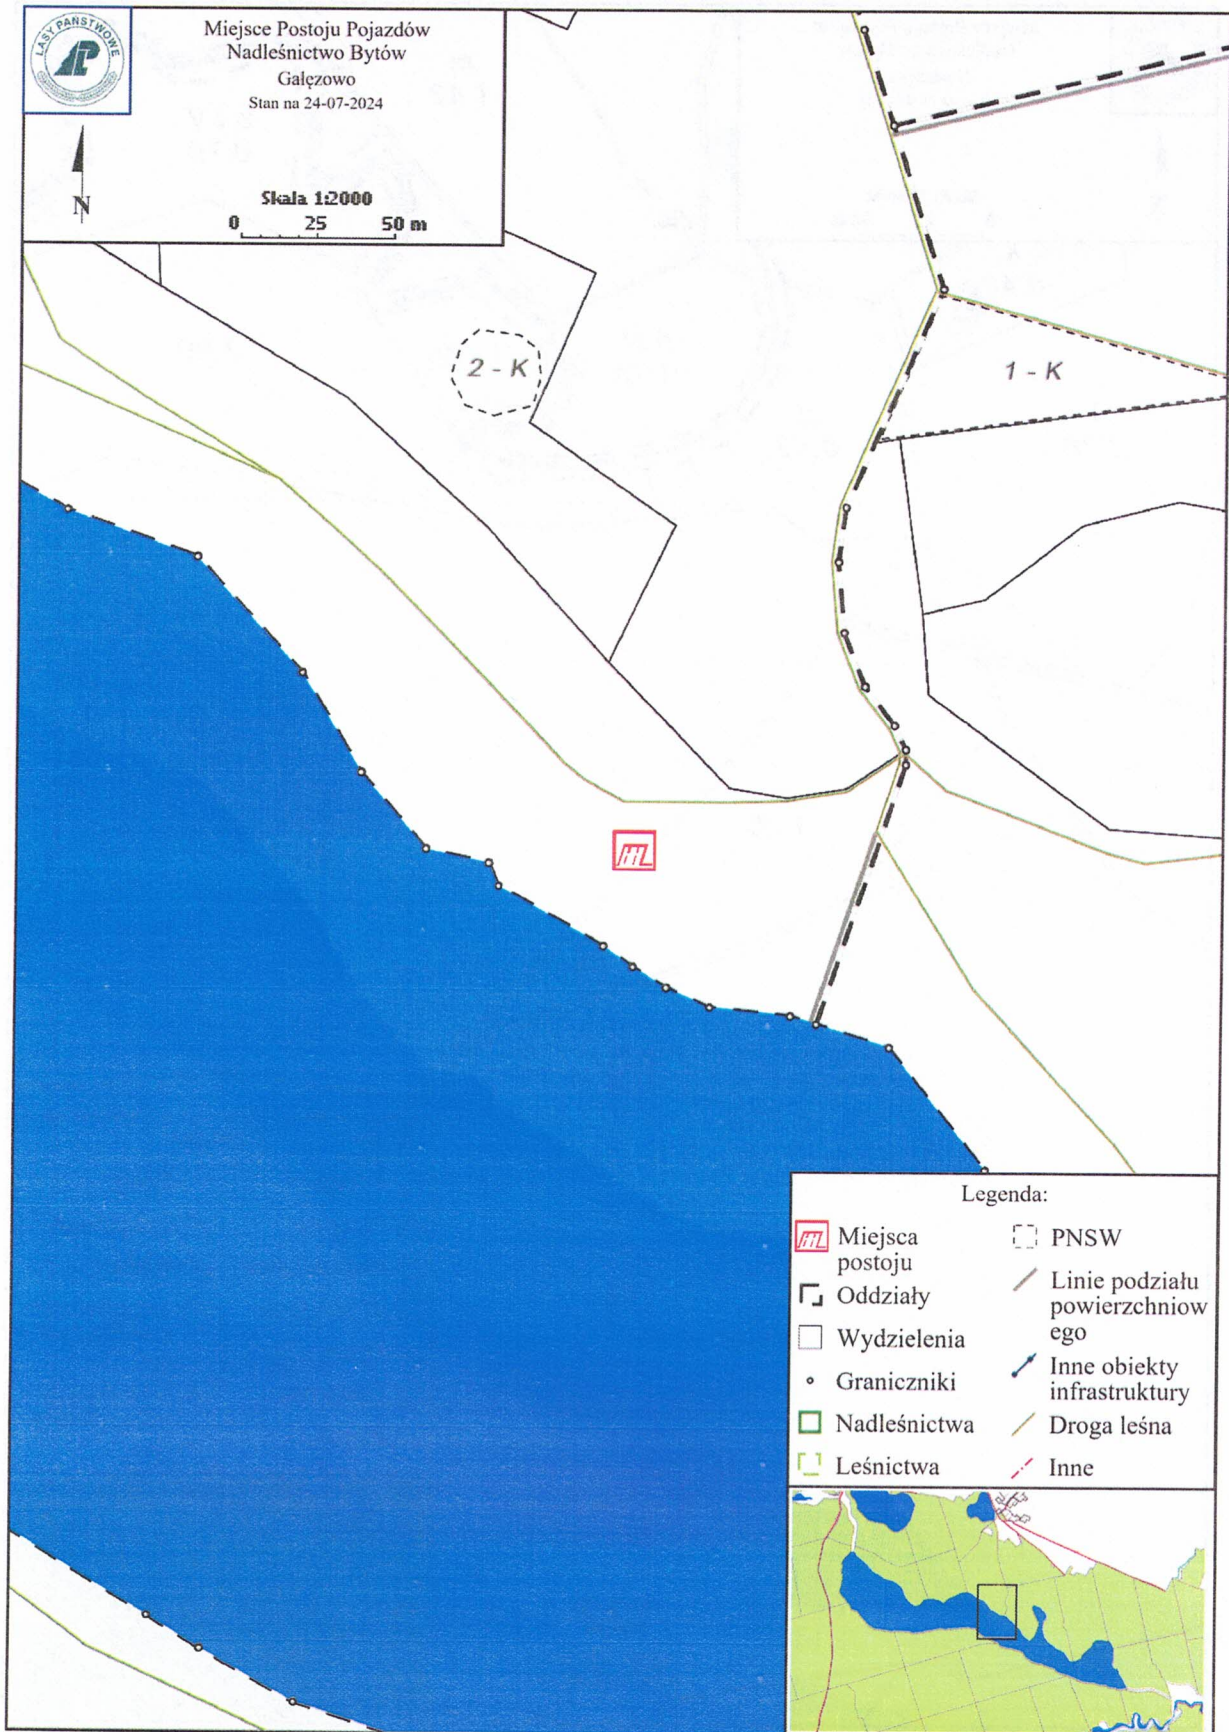 LASY PAŃSTWOWE
Miejsce Postoju Pojazdów
Nadleśnictwo Bytów
Gałęzowo
Stan na 24-07-2024
N
Skala 1:2000
0 25 50 m
2 - K
1 - K
Legenda:
Miejsca
postoju
Oddziały
Wydzielenia
Graniczniki
Nadleśnictwa
Leśnictwa
PNSW
Linie podziału
powierzchniow
ego
Inne obiekty
infrastruktury
Droga leśna
Inne